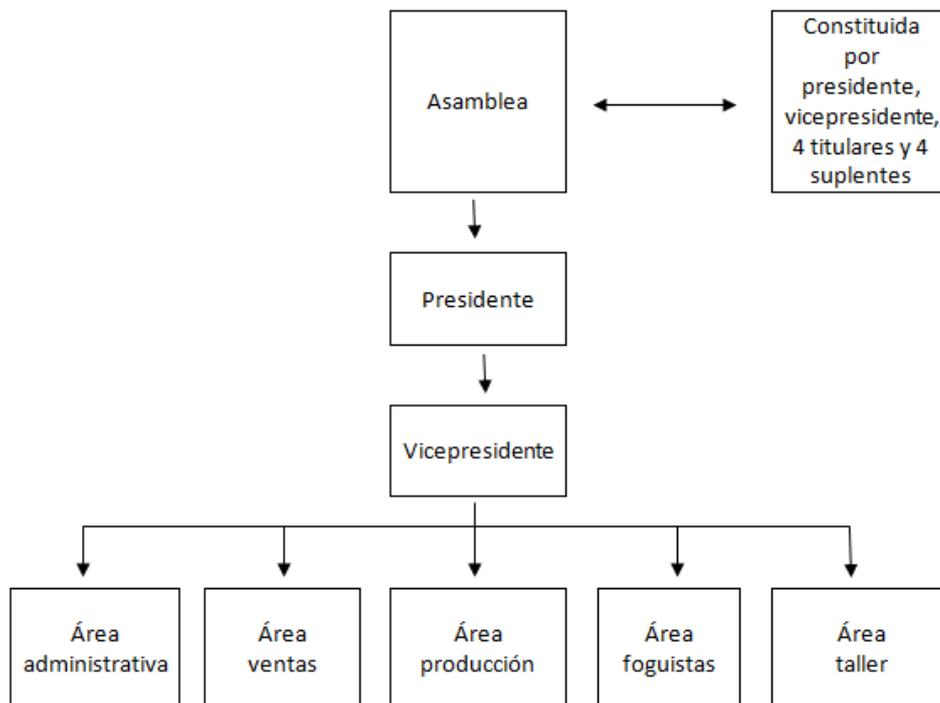 Asamblea
Constituida
por
presidente,
vicepresidente,
4 titulares y 4
suplentes
Presidente
Vicepresidente
Área
administrativa
Área
ventas
Área
producción
Área
foguistas
Área
taller